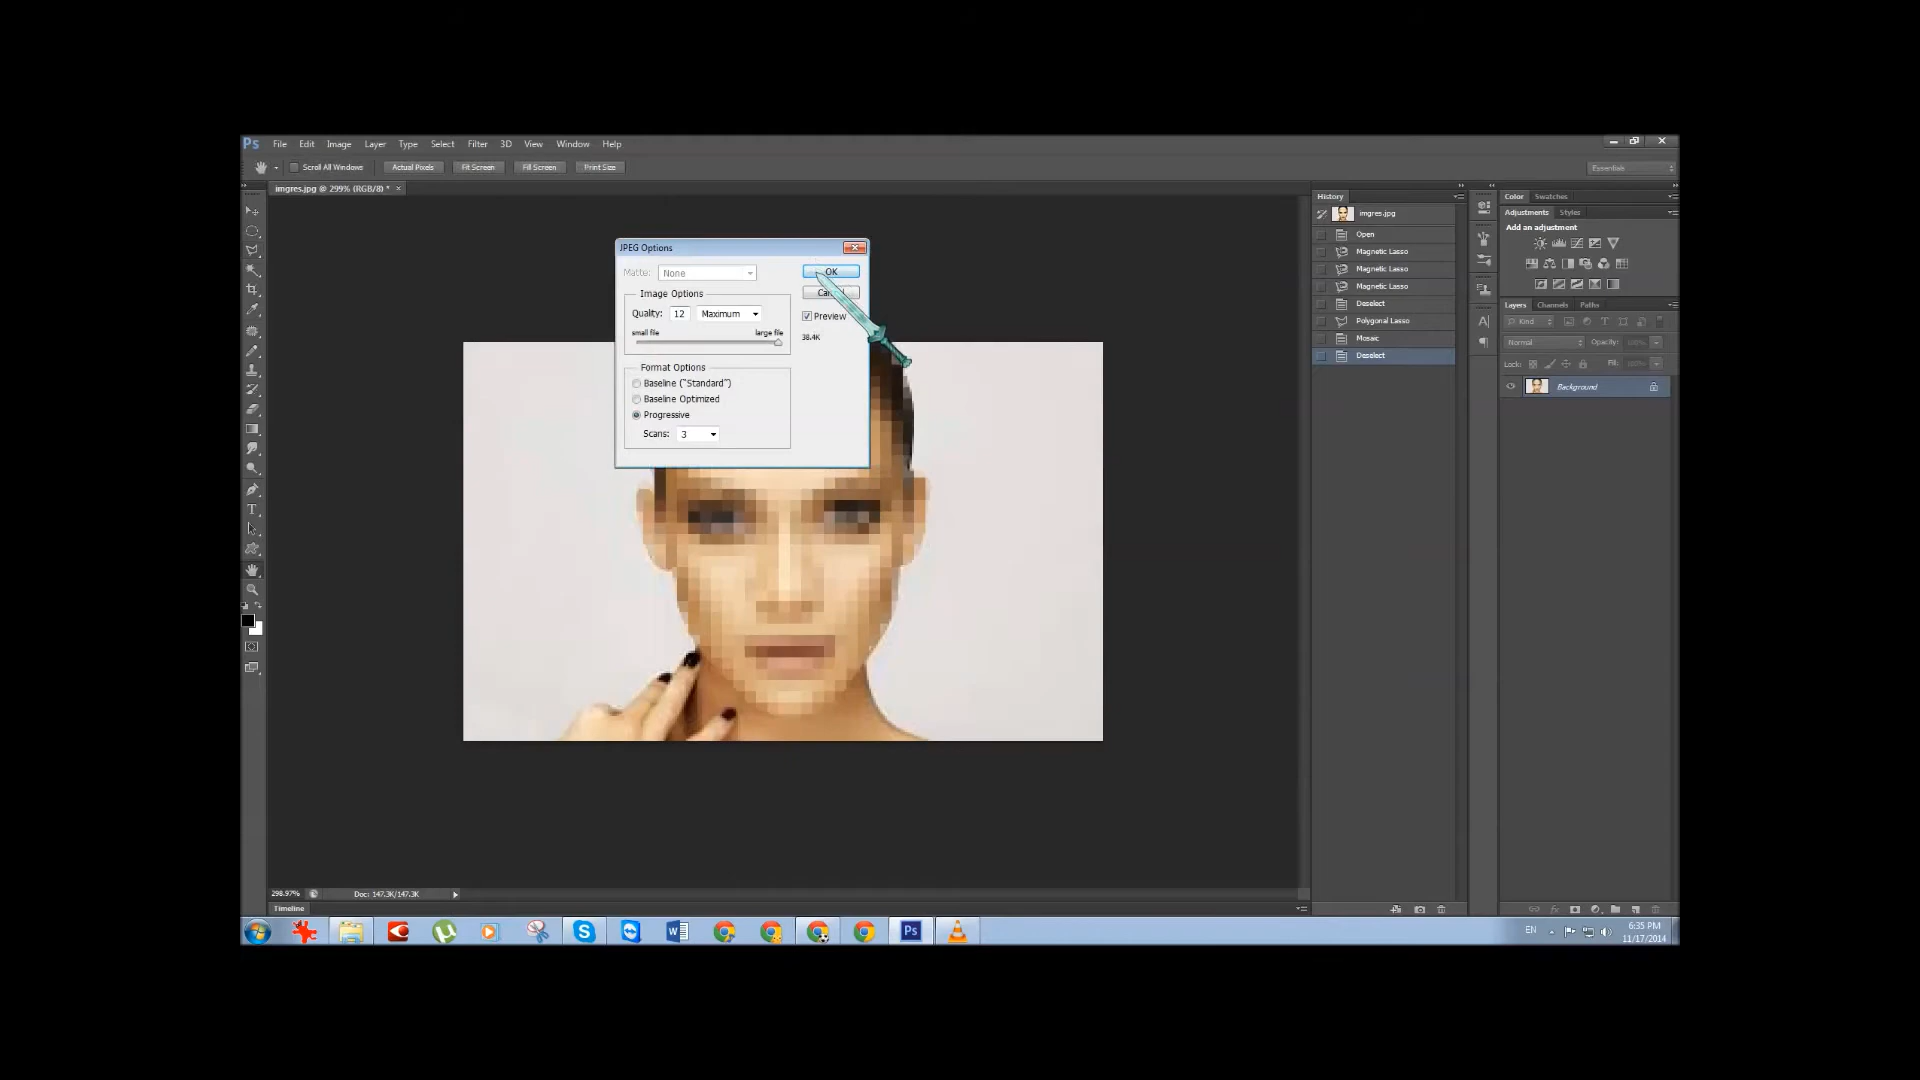 Ps File Edit Image Layer Type Select Filter 3D View Window Help
Scroll All Windows Actual Pixels Fit Screen Fill Screen Print Size Essentials
imgres.jpg @ 299% (RGB/8) * ×
JPEG Options
Matte: None
OK
Image Options
Quality: 12 Maximum
small file large file
Preview
38.4K
Format Options
Baseline ("Standard")
Baseline Optimized
Progressive
Scans: 3
History
imgres.jpg
Open
Magnetic Lasso
Magnetic Lasso
Magnetic Lasso
Deselect
Polygonal Lasso
Mosaic
Deselect
Color Swatches
Adjustments Styles
Add an adjustment
Layers Channels Paths
Kind
Normal Opacity:
Lock: Fill:
Background
298.97% Doc: 147.3K/147.3K
Timeline
EN
6:35 PM
11/17/2014